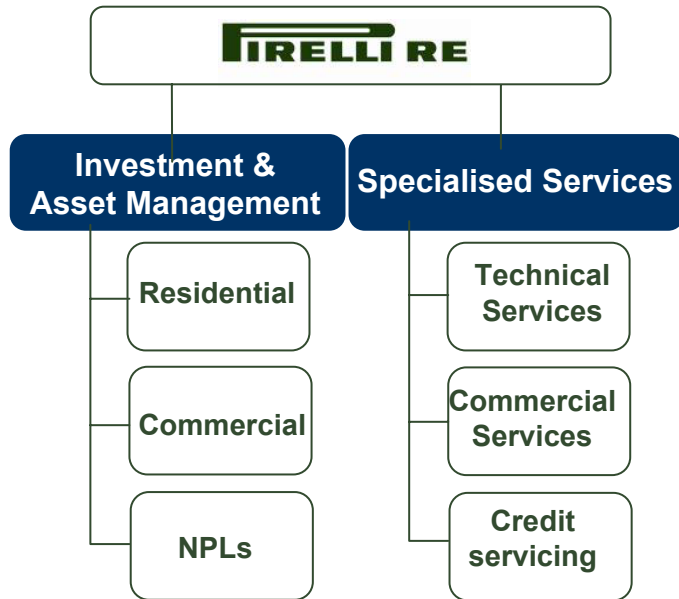 PIRELLI RE
Investment &
Asset Management
Specialised Services
Residential
Technical
Services
Commercial
Commercial
Services
NPLs
Credit
servicing